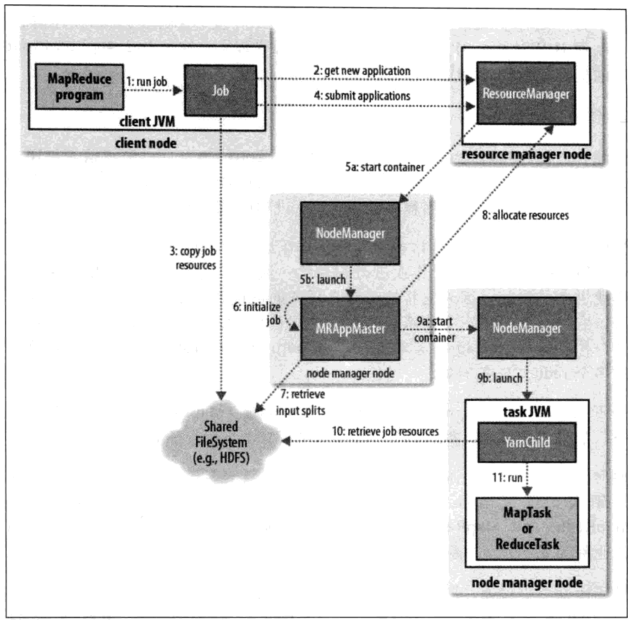 MapReduce
program
1: run job
Job
client JVM
client node
2: get new application
4: submit applications
ResourceManager
resource manager node
5a: start container
8: allocate resources
3: copy job
resources
NodeManager
5b: launch
6: initialize
job
MRAppMaster
node manager node
9a: start
container
NodeManager
9b: launch
7: retrieve
input splits
Shared
FileSystem
(e.g., HDFS)
10: retrieve job resources
task JVM
YarnChild
11: run
MapTask
or
ReduceTask
node manager node